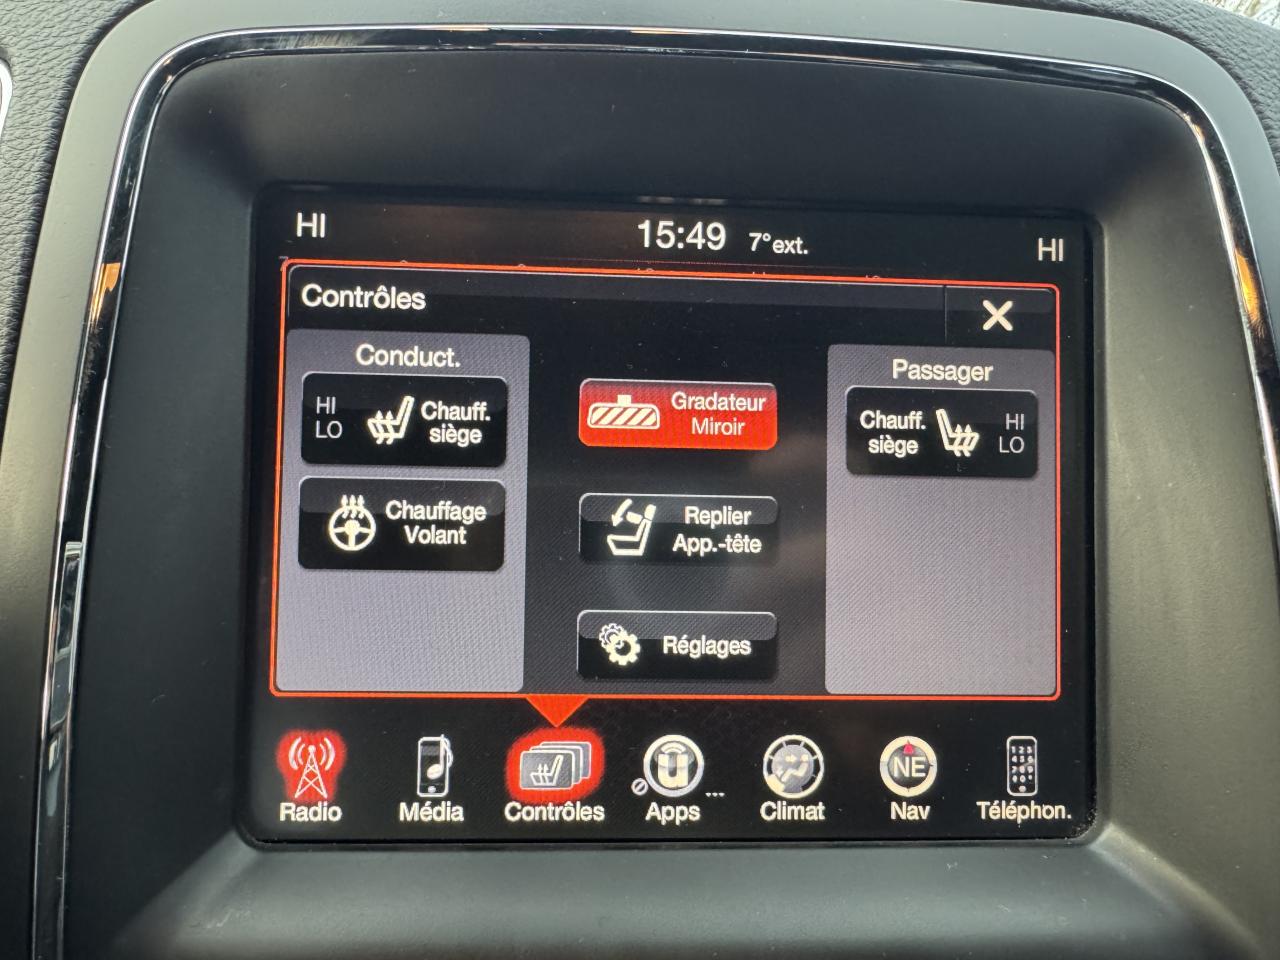 HI
15:49 7°ext.
HI
Contrôles
Conduct.
HI
LO
Chauff.
siège
Chauffage
Volant
Gradateur
Miroir
Replier
App.-tête
Réglages
Passager
Chauff.
siège
HI
LO
Radio
Média
Contrôles
Apps
...
Climat
NE
Nav
Téléphon.